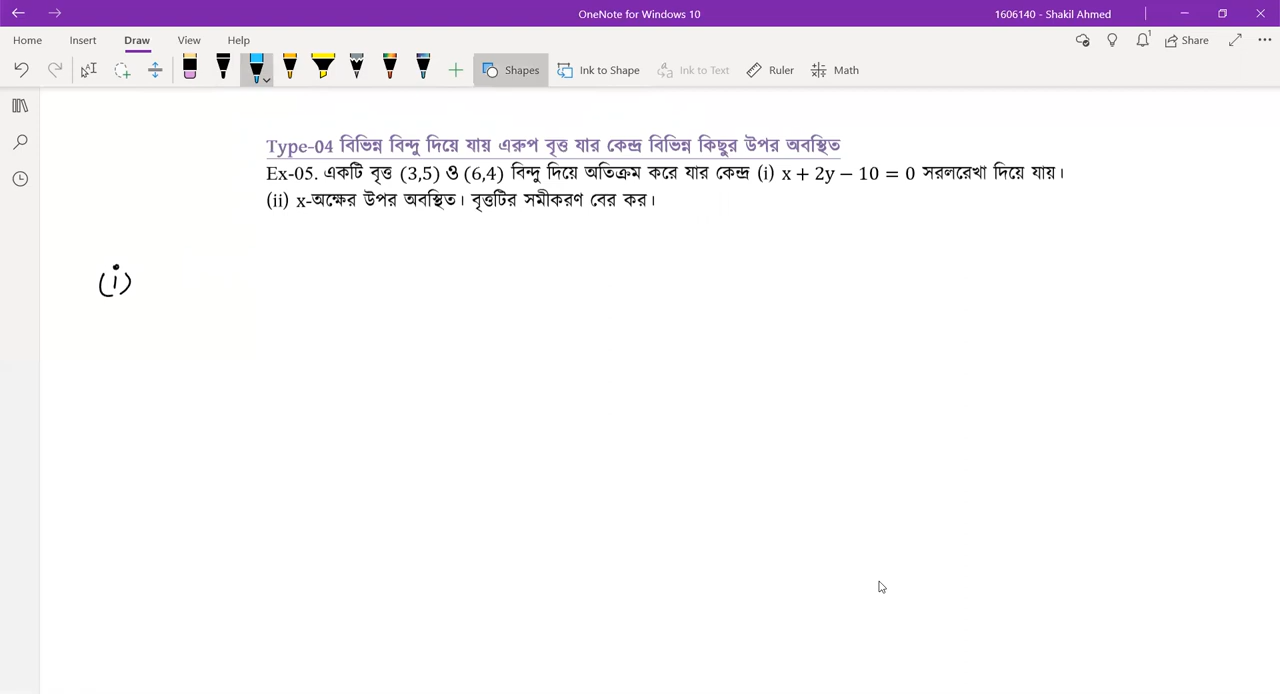 OneNote for Windows 10
1606140 - Shakil Ahmed
Home Insert Draw View Help
Share
Shapes Ink to Shape Ink to Text Ruler Math
Type-04 বিভিন্ন বিন্দু দিয়ে যায় এরুপ বৃত্ত যার কেন্দ্র বিভিন্ন কিছুর উপর অবস্থিত
Ex-05. একটি বৃত্ত (3,5) ও (6,4) বিন্দু দিয়ে অতিক্রম করে যার কেন্দ্র (i) x + 2y − 10 = 0 সরলরেখা দিয়ে যায়।
(ii) x-অক্ষের উপর অবস্থিত। বৃত্তটির সমীকরণ বের কর।
(i)